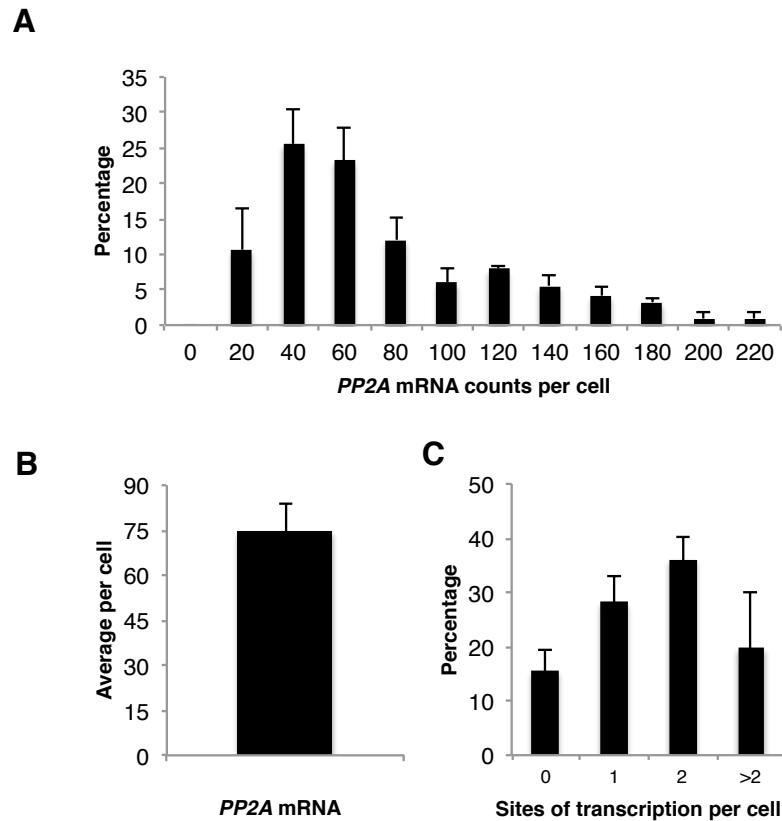 A
35
30
25
20
15
10
5
0
Percentage
0 20 40 60 80 100 120 140 160 180 200 220
PP2A mRNA counts per cell
B
90
75
60
45
30
15
0
Average per cell
PP2A mRNA
C
50
40
30
20
10
0
Percentage
0 1 2 >2
Sites of transcription per cell